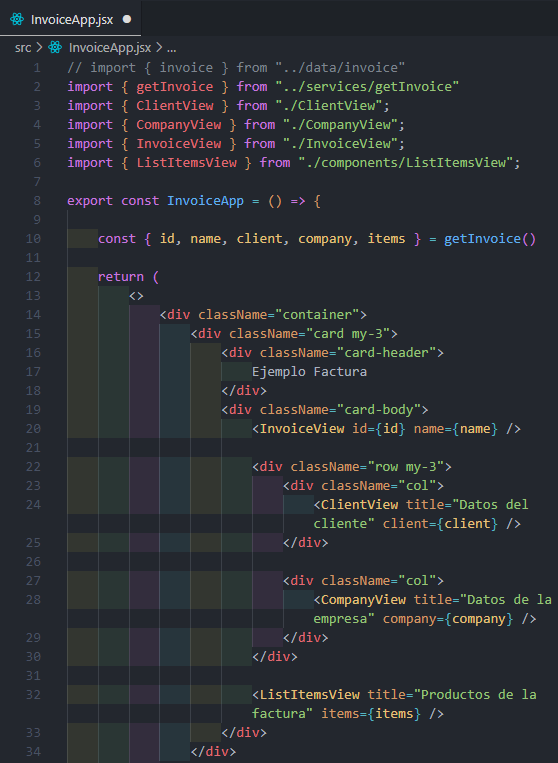 InvoiceApp.jsx
src > InvoiceApp.jsx > ...
1 // import { invoice } from "../data/invoice"
2 import { getInvoice } from "../services/getInvoice"
3 import { ClientView } from "./ClientView";
4 import { CompanyView } from "./CompanyView";
5 import { InvoiceView } from "./InvoiceView";
6 import { ListItemsView } from "./components/ListItemsView";
7
8 export const InvoiceApp = () => {
9
10 const { id, name, client, company, items } = getInvoice()
11
12 return (
13 <>
14 <div className="container">
15 <div className="card my-3">
16 <div className="card-header">
17 Ejemplo Factura
18 </div>
19 <div className="card-body">
20 <InvoiceView id={id} name={name} />
21
22 <div className="row my-3">
23 <div className="col">
24 <ClientView title="Datos del
cliente" client={client} />
25 </div>
26
27 <div className="col">
28 <CompanyView title="Datos de la
empresa" company={company} />
29 </div>
30 </div>
31
32 <ListItemsView title="Productos de la
factura" items={items} />
33 </div>
34 </div>